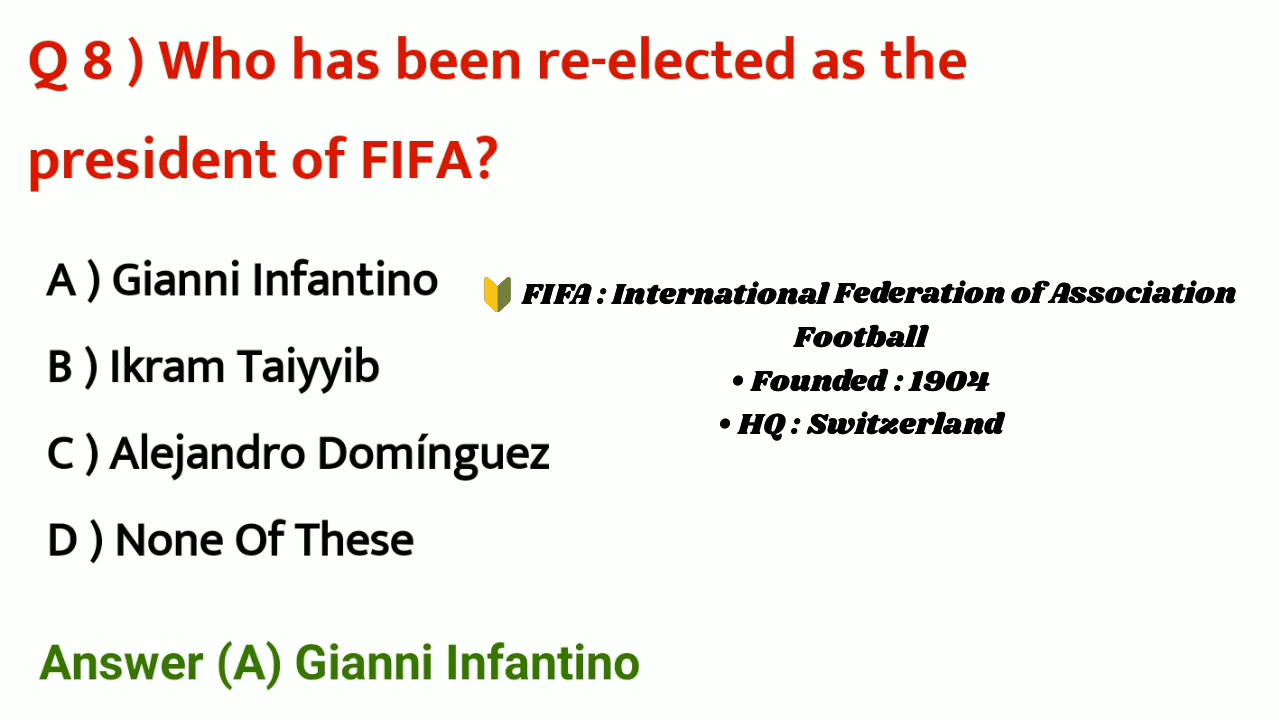 Q 8 ) Who has been re-elected as the
president of FIFA?
A ) Gianni Infantino
B ) Ikram Taiyyib
C ) Alejandro Domínguez
D ) None Of These
🔰 FIFA : International Federation of Association
Football
• Founded : 1904
• HQ : Switzerland
Answer (A) Gianni Infantino